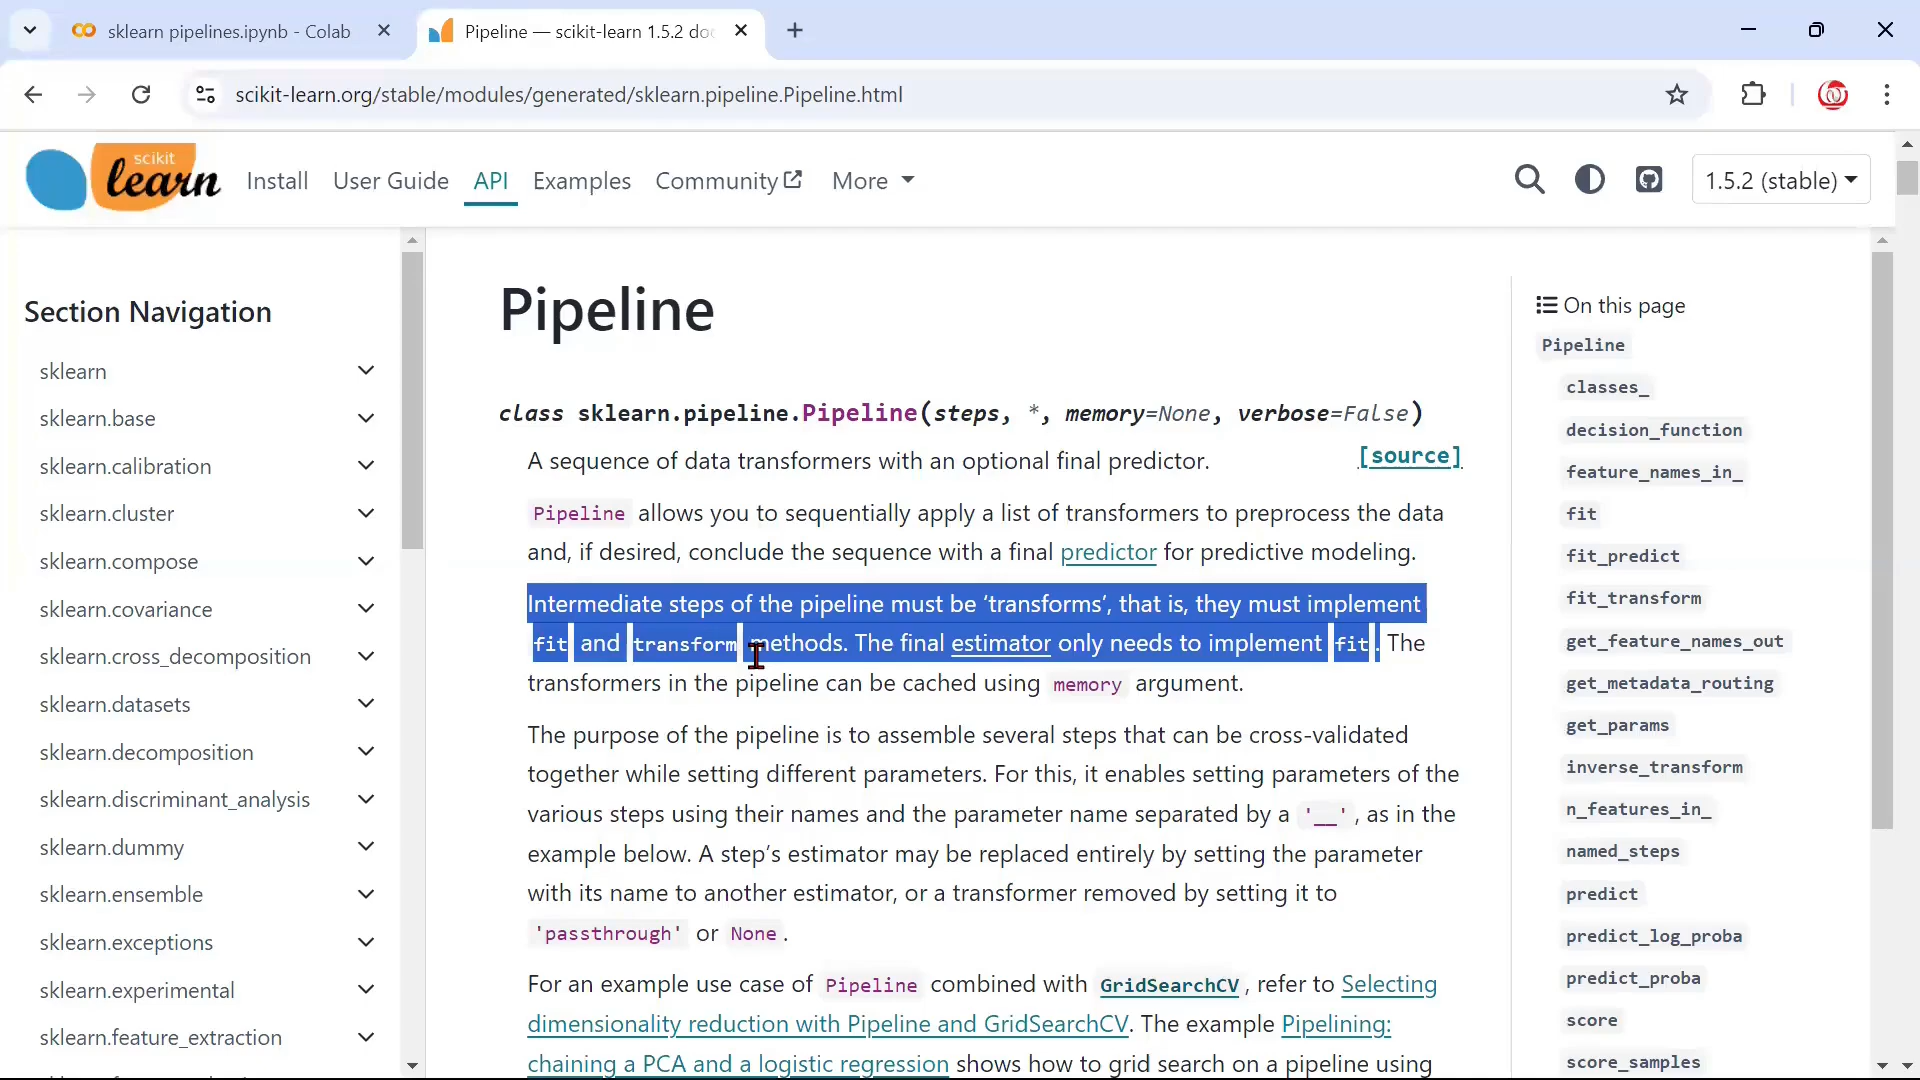 sklearn pipelines.ipynb - Colab
Pipeline — scikit-learn 1.5.2 doc
scikit-learn.org/stable/modules/generated/sklearn.pipeline.Pipeline.html
scikit
learn
Install User Guide API Examples Community More
1.5.2 (stable)
Section Navigation
sklearn
sklearn.base
sklearn.calibration
sklearn.cluster
sklearn.compose
sklearn.covariance
sklearn.cross_decomposition
sklearn.datasets
sklearn.decomposition
sklearn.discriminant_analysis
sklearn.dummy
sklearn.ensemble
sklearn.exceptions
sklearn.experimental
sklearn.feature_extraction
Pipeline
class sklearn.pipeline.Pipeline(steps, *, memory=None, verbose=False)
[source]
A sequence of data transformers with an optional final predictor.
Pipeline allows you to sequentially apply a list of transformers to preprocess the data
and, if desired, conclude the sequence with a final predictor for predictive modeling.
Intermediate steps of the pipeline must be ‘transforms’, that is, they must implement
fit and transform methods. The final estimator only needs to implement fit. The
transformers in the pipeline can be cached using memory argument.
The purpose of the pipeline is to assemble several steps that can be cross-validated
together while setting different parameters. For this, it enables setting parameters of the
various steps using their names and the parameter name separated by a '__', as in the
example below. A step’s estimator may be replaced entirely by setting the parameter
with its name to another estimator, or a transformer removed by setting it to
'passthrough' or None.
For an example use case of Pipeline combined with GridSearchCV, refer to Selecting
dimensionality reduction with Pipeline and GridSearchCV. The example Pipelining:
chaining a PCA and a logistic regression shows how to grid search on a pipeline using
On this page
Pipeline
classes_
decision_function
feature_names_in_
fit
fit_predict
fit_transform
get_feature_names_out
get_metadata_routing
get_params
inverse_transform
n_features_in_
named_steps
predict
predict_log_proba
predict_proba
score
score_samples